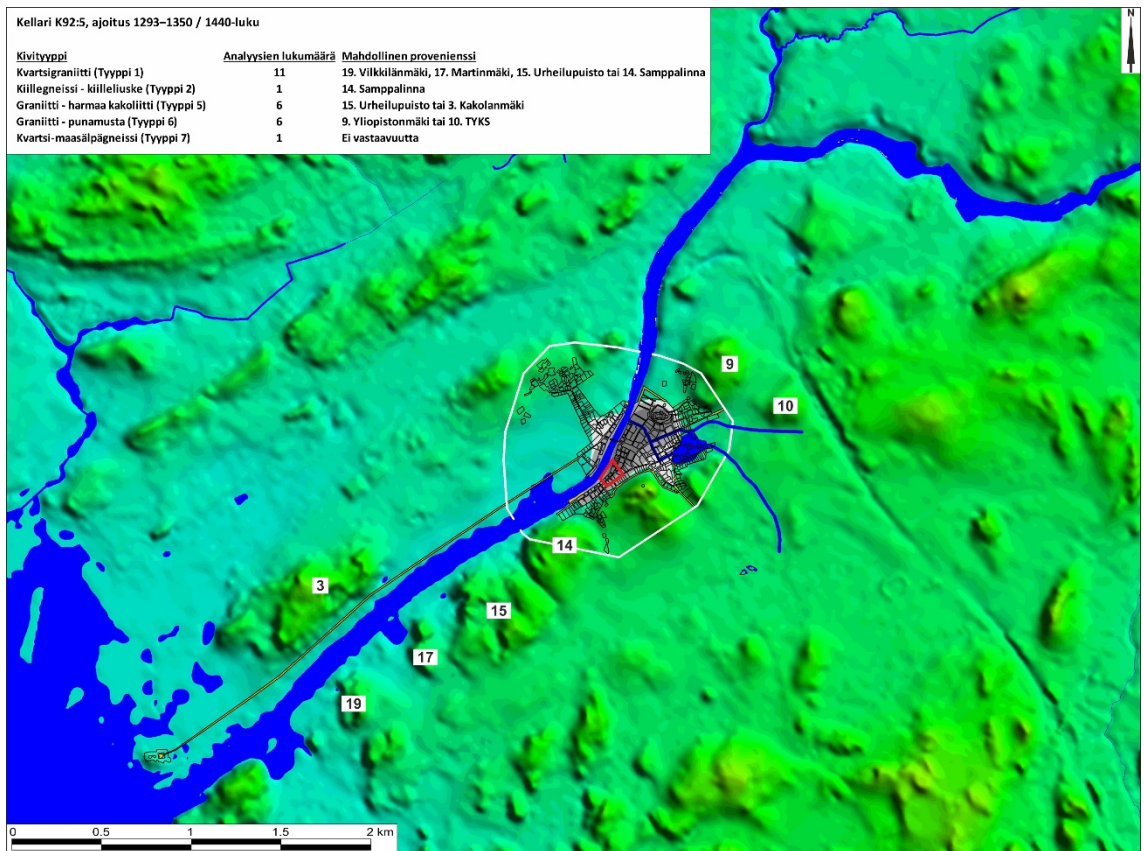 Kellari K92:5, ajoitus 1293–1350 / 1440-luku
Kivityyppi Analyysien lukumäärä Mahdollinen provenienssi
Kvartsigraniitti (Tyyppi 1) 11 19. Vilkkilänmäki, 17. Martinmäki, 15. Urheilupuisto tai 14. Samppalinna
Kiillegneissi - kiilleliuske (Tyyppi 2) 1 14. Samppalinna
Graniitti - harmaa kakoliitti (Tyyppi 5) 6 15. Urheilupuisto tai 3. Kakolanmäki
Graniitti - punamusta (Tyyppi 6) 6 9. Yliopistonmäki tai 10. TYKS
Kvartsi-maasälpägneissi (Tyyppi 7) 1 Ei vastaavuutta
N
9
10
14
3
15
17
19
0 0.5 1 1.5 2 km